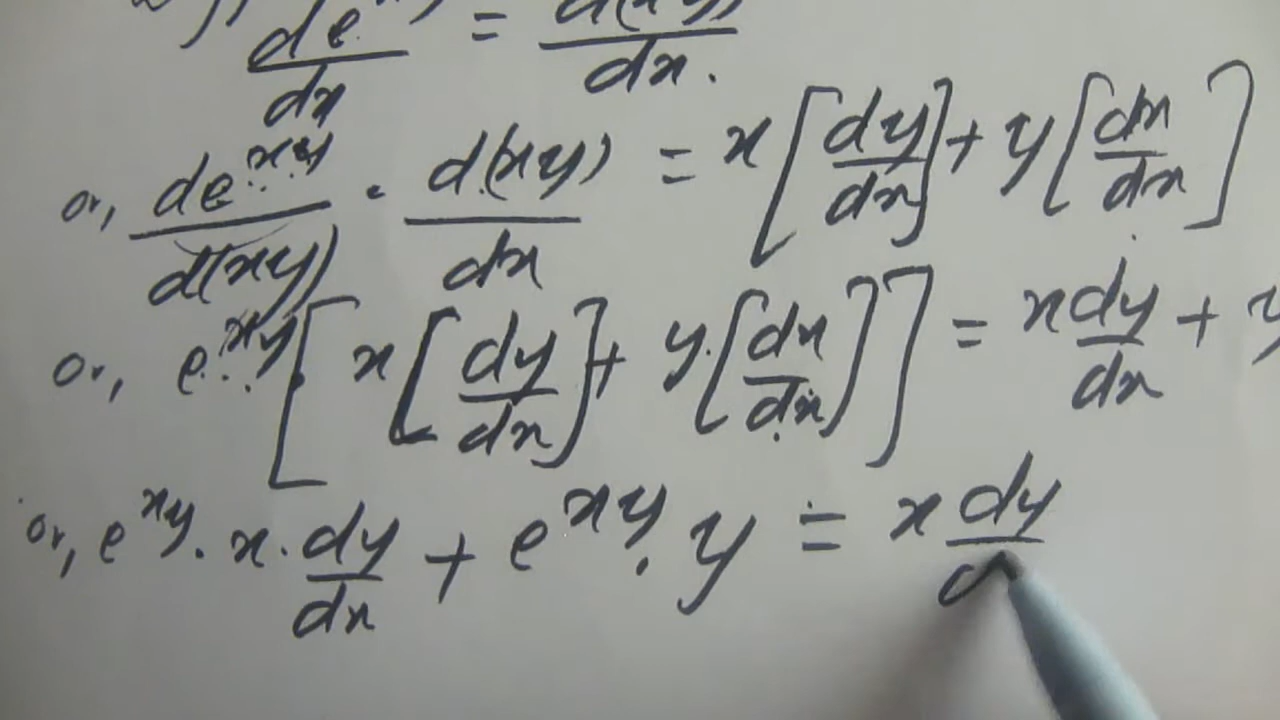 de / dx = d(xy) / dx.
or, de^xy / d(xy) · d(xy) / dx = x[dy/dx] + y[dx/dx]
or, e^xy [x[dy/dx] + y·[dx/dx]] = x dy/dx + y
or, e^xy · x · dy/dx + e^xy · y = x dy